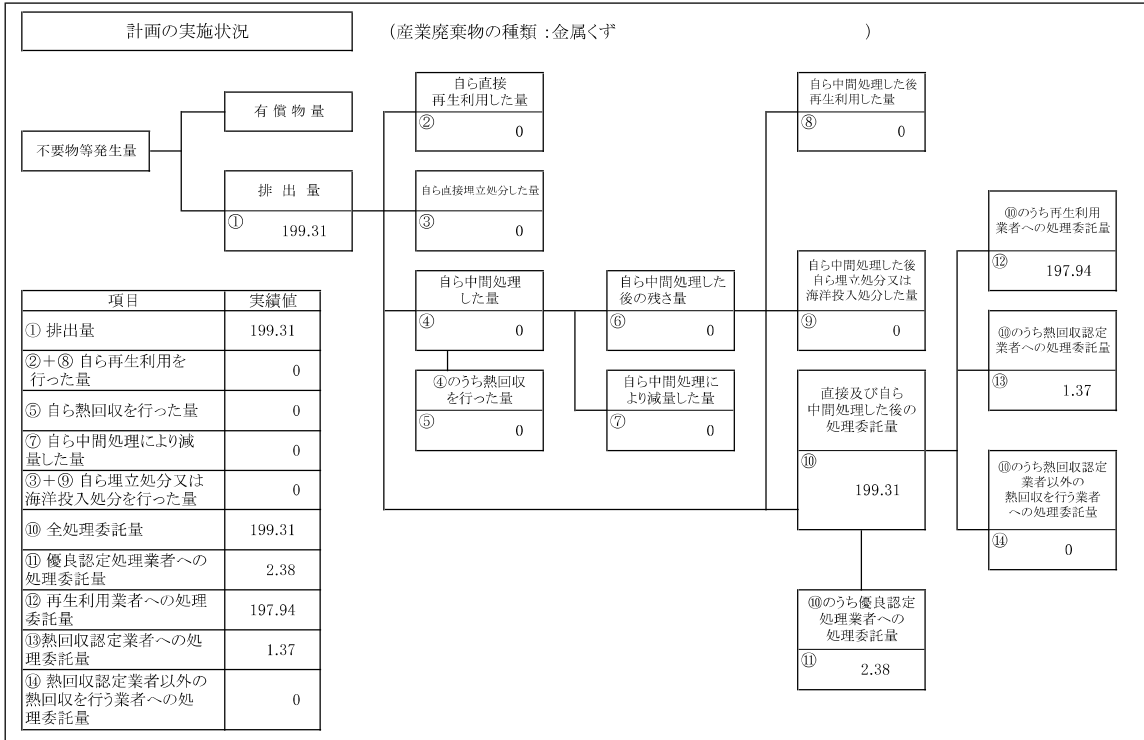 計画の実施状況
(産業廃棄物の種類:金属くず )
不要物等発生量
有償物量
排出量
①
199.31
自ら直接
再生利用した量
②
0
自ら直接埋立処分した量
③
0
自ら中間処理
した量
④
0
④のうち熱回収
を行った量
⑤
0
自ら中間処理した
後の残さ量
⑥
0
自ら中間処理に
より減量した量
⑦
0
自ら中間処理した後
再生利用した量
⑧
0
自ら中間処理した後
自ら埋立処分又は
海洋投入処分した量
⑨
0
直接及び自ら
中間処理した後の
処理委託量
⑩
199.31
⑩のうち優良認定
処理業者への
処理委託量
⑪
2.38
⑩のうち再生利用
業者への処理委託量
⑫
197.94
⑩のうち熱回収認定
業者への処理委託量
⑬
1.37
⑩のうち熱回収認定
業者以外の
熱回収を行う業者
への処理委託量
⑭
0
項目 実績値
① 排出量 199.31
②+⑧ 自ら再生利用を
行った量
0
⑤ 自ら熱回収を行った量 0
⑦ 自ら中間処理により減
量した量
0
③+⑨ 自ら埋立処分又は
海洋投入処分を行った量
0
⑩ 全処理委託量 199.31
⑪ 優良認定処理業者への
処理委託量
2.38
⑫ 再生利用業者への処理
委託量
197.94
⑬熱回収認定業者への処
理委託量
1.37
⑭ 熱回収認定業者以外の
熱回収を行う業者への処
理委託量
0